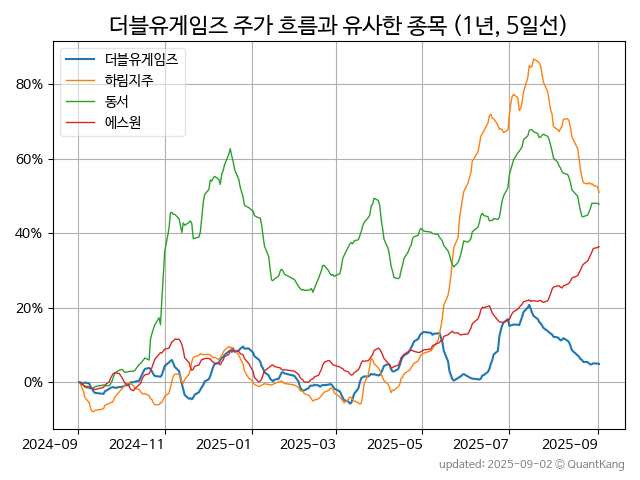 더블유게임즈 주가 흐름과 유사한 종목 (1년, 5일선)
더블유게임즈
하림지주
동서
에스원
80%
60%
40%
20%
0%
2024-09 2024-11 2025-01 2025-03 2025-05 2025-07 2025-09
updated: 2025-09-02 © QuantKang